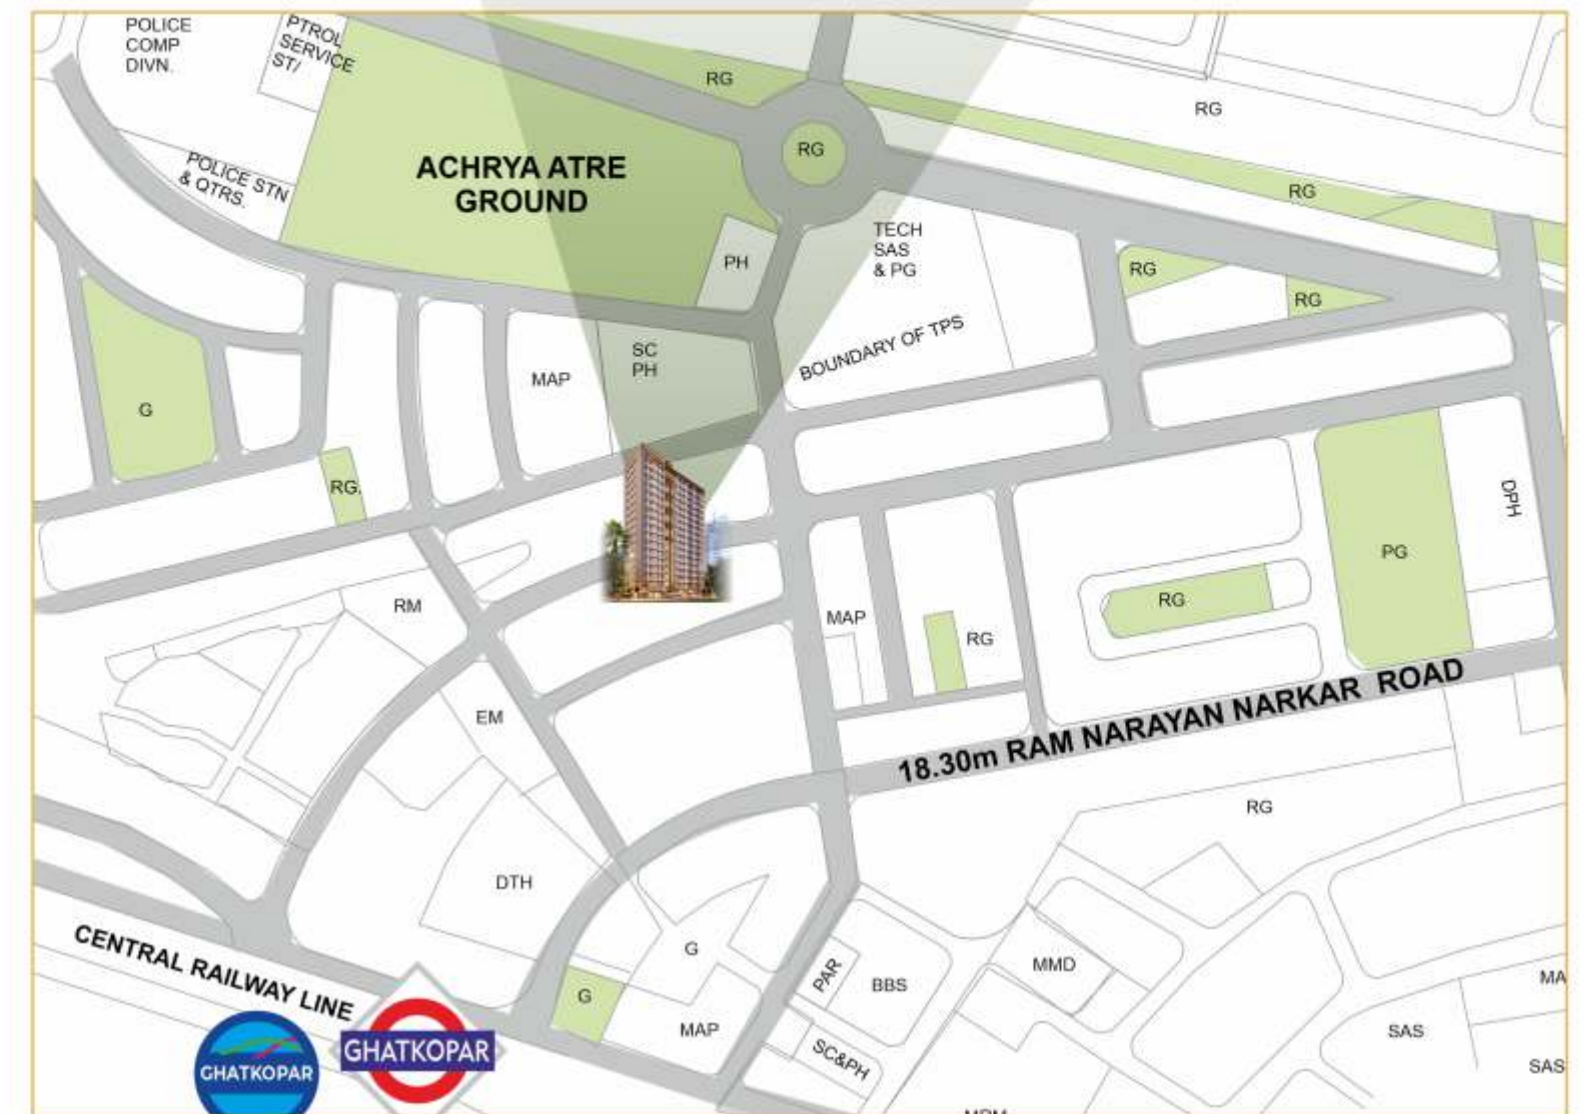 POLICE
COMP
DIVN.
PTROL
SERVICE
ST/
RG
RG
RG
ACHRYA ATRE
GROUND
POLICE STN
& QTRS.
RG
TECH
SAS
& PG
PH
RG
RG
BOUNDARY OF TPS
SC
PH
MAP
G
RG
DPH
PG
RM
MAP
RG
RG
EM
18.30m RAM NARAYAN NARKAR ROAD
RG
DTH
G
CENTRAL RAILWAY LINE
PAR
BBS
MMD
MA
G
MAP
SC&PH
SAS
SAS
GHATKOPAR
GHATKOPAR